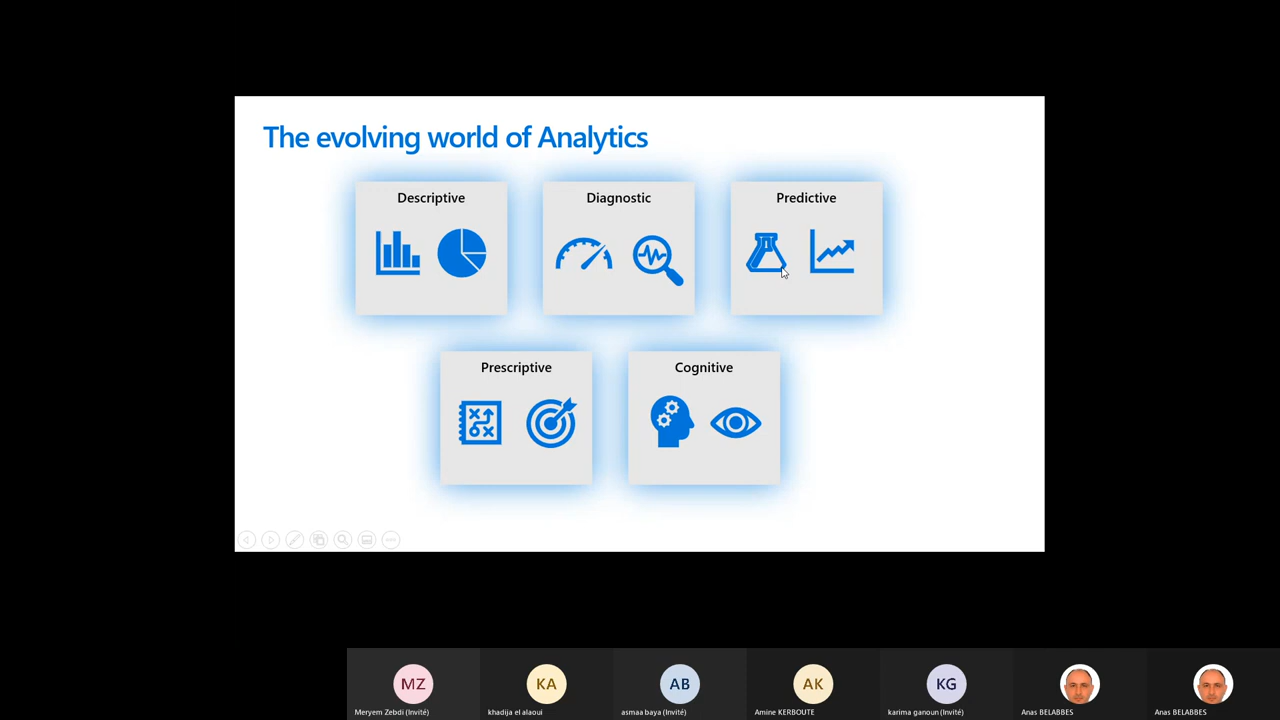 The evolving world of Analytics
Descriptive
Diagnostic
Predictive
Prescriptive
Cognitive
MZ
KA
AB
AK
KG
Meryem Zebdi (Invité)
khadija el alaoui
asmaa baya (Invité)
Amine KERBOUTE
karima ganoun (Invité)
Anas BELABBES
Anas BELABBES